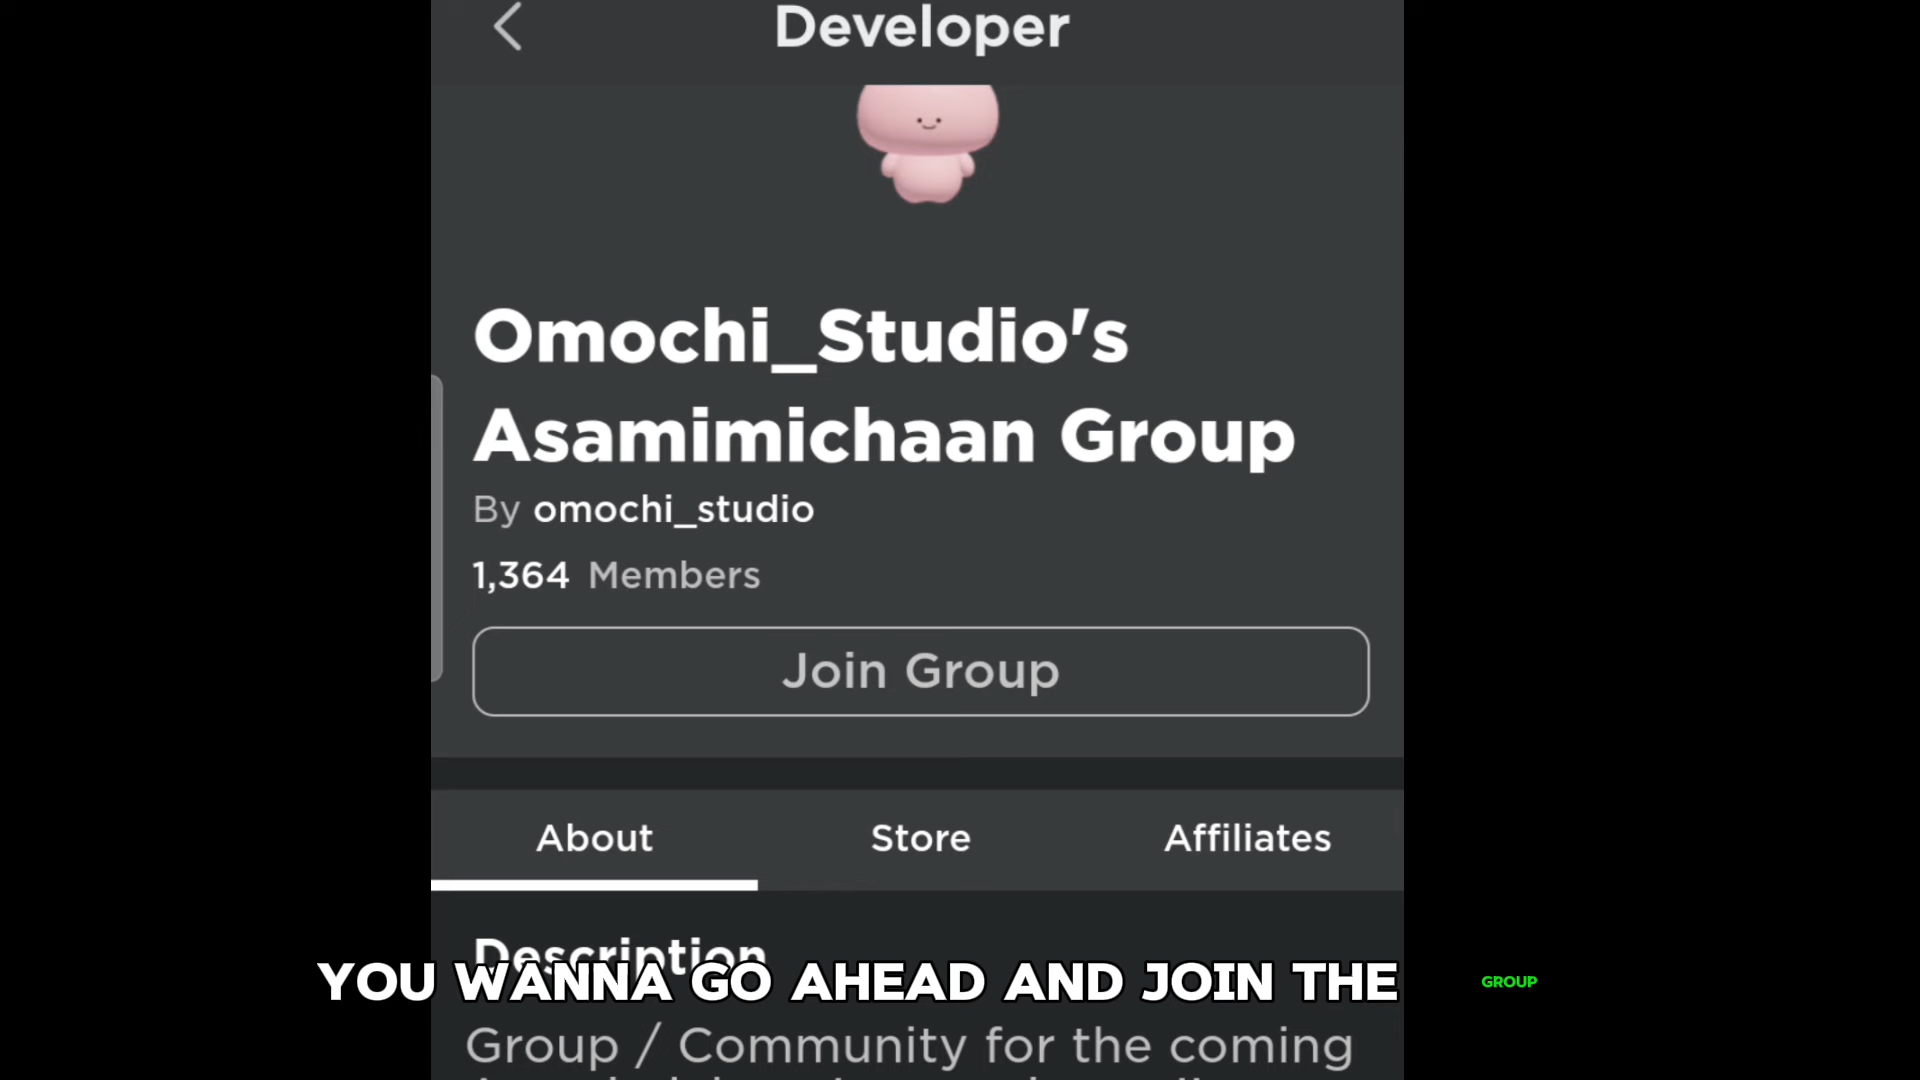 Developer
Omochi_Studio's
Asamimichaan Group
By omochi_studio
1,364 Members
Join Group
About Store Affiliates
Description
YOU WANNA GO AHEAD AND JOIN THE GROUP
Group / Community for the coming